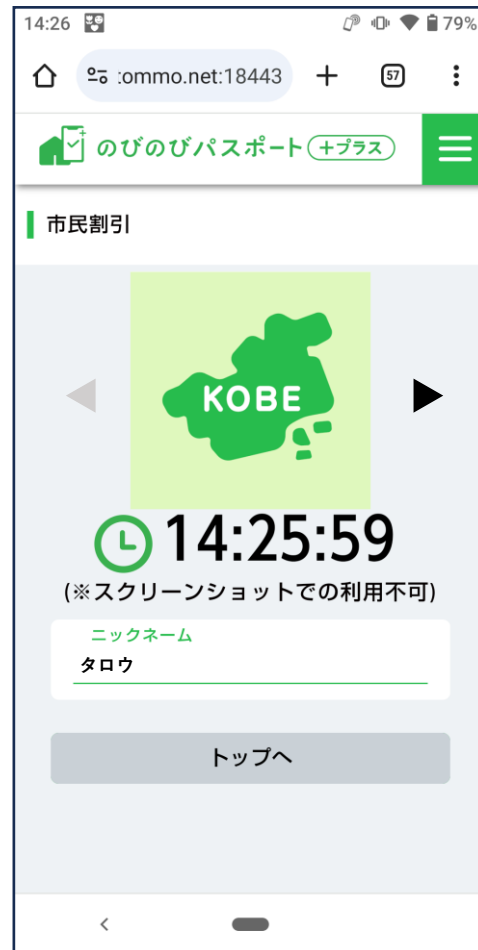 14:26 79%
:ommo.net:18443 57
のびのびパスポート +プラス
市民割引
KOBE
14:25:59
(※スクリーンショットでの利用不可)
ニックネーム
タロウ
トップへ